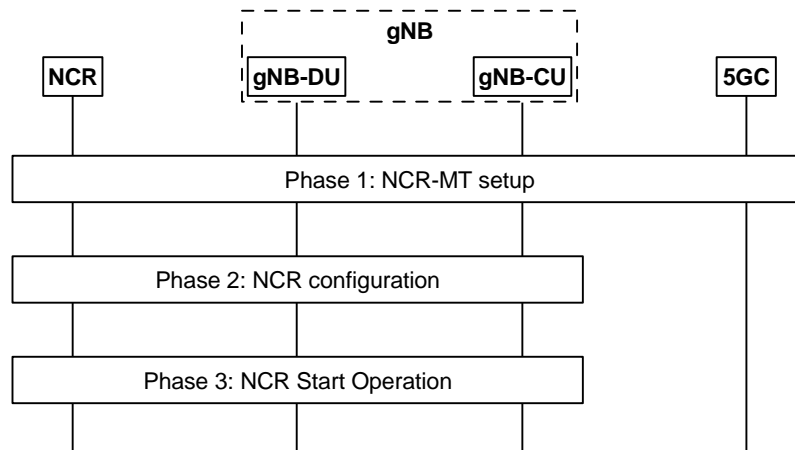 gNB
NCR
gNB-DU
gNB-CU
5GC
Phase 1: NCR-MT setup
Phase 2: NCR configuration
Phase 3: NCR Start Operation